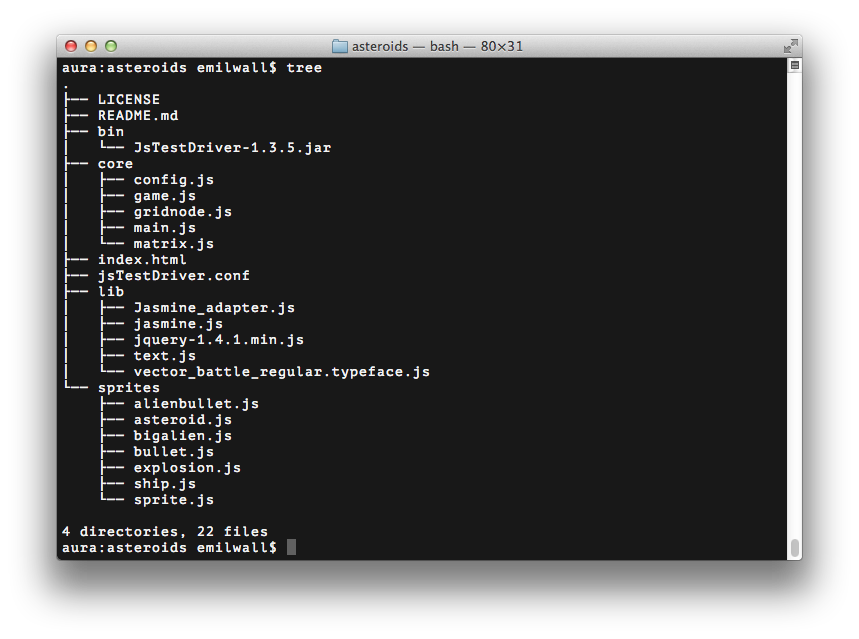 asteroids — bash — 80×31
aura:asteroids emilwall$ tree
.
├── LICENSE
├── README.md
├── bin
│   └── JsTestDriver-1.3.5.jar
├── core
│   ├── config.js
│   ├── game.js
│   ├── gridnode.js
│   ├── main.js
│   └── matrix.js
├── index.html
├── jsTestDriver.conf
├── lib
│   ├── Jasmine_adapter.js
│   ├── jasmine.js
│   ├── jquery-1.4.1.min.js
│   ├── text.js
│   └── vector_battle_regular.typeface.js
└── sprites
    ├── alienbullet.js
    ├── asteroid.js
    ├── bigalien.js
    ├── bullet.js
    ├── explosion.js
    ├── ship.js
    └── sprite.js

4 directories, 22 files
aura:asteroids emilwall$